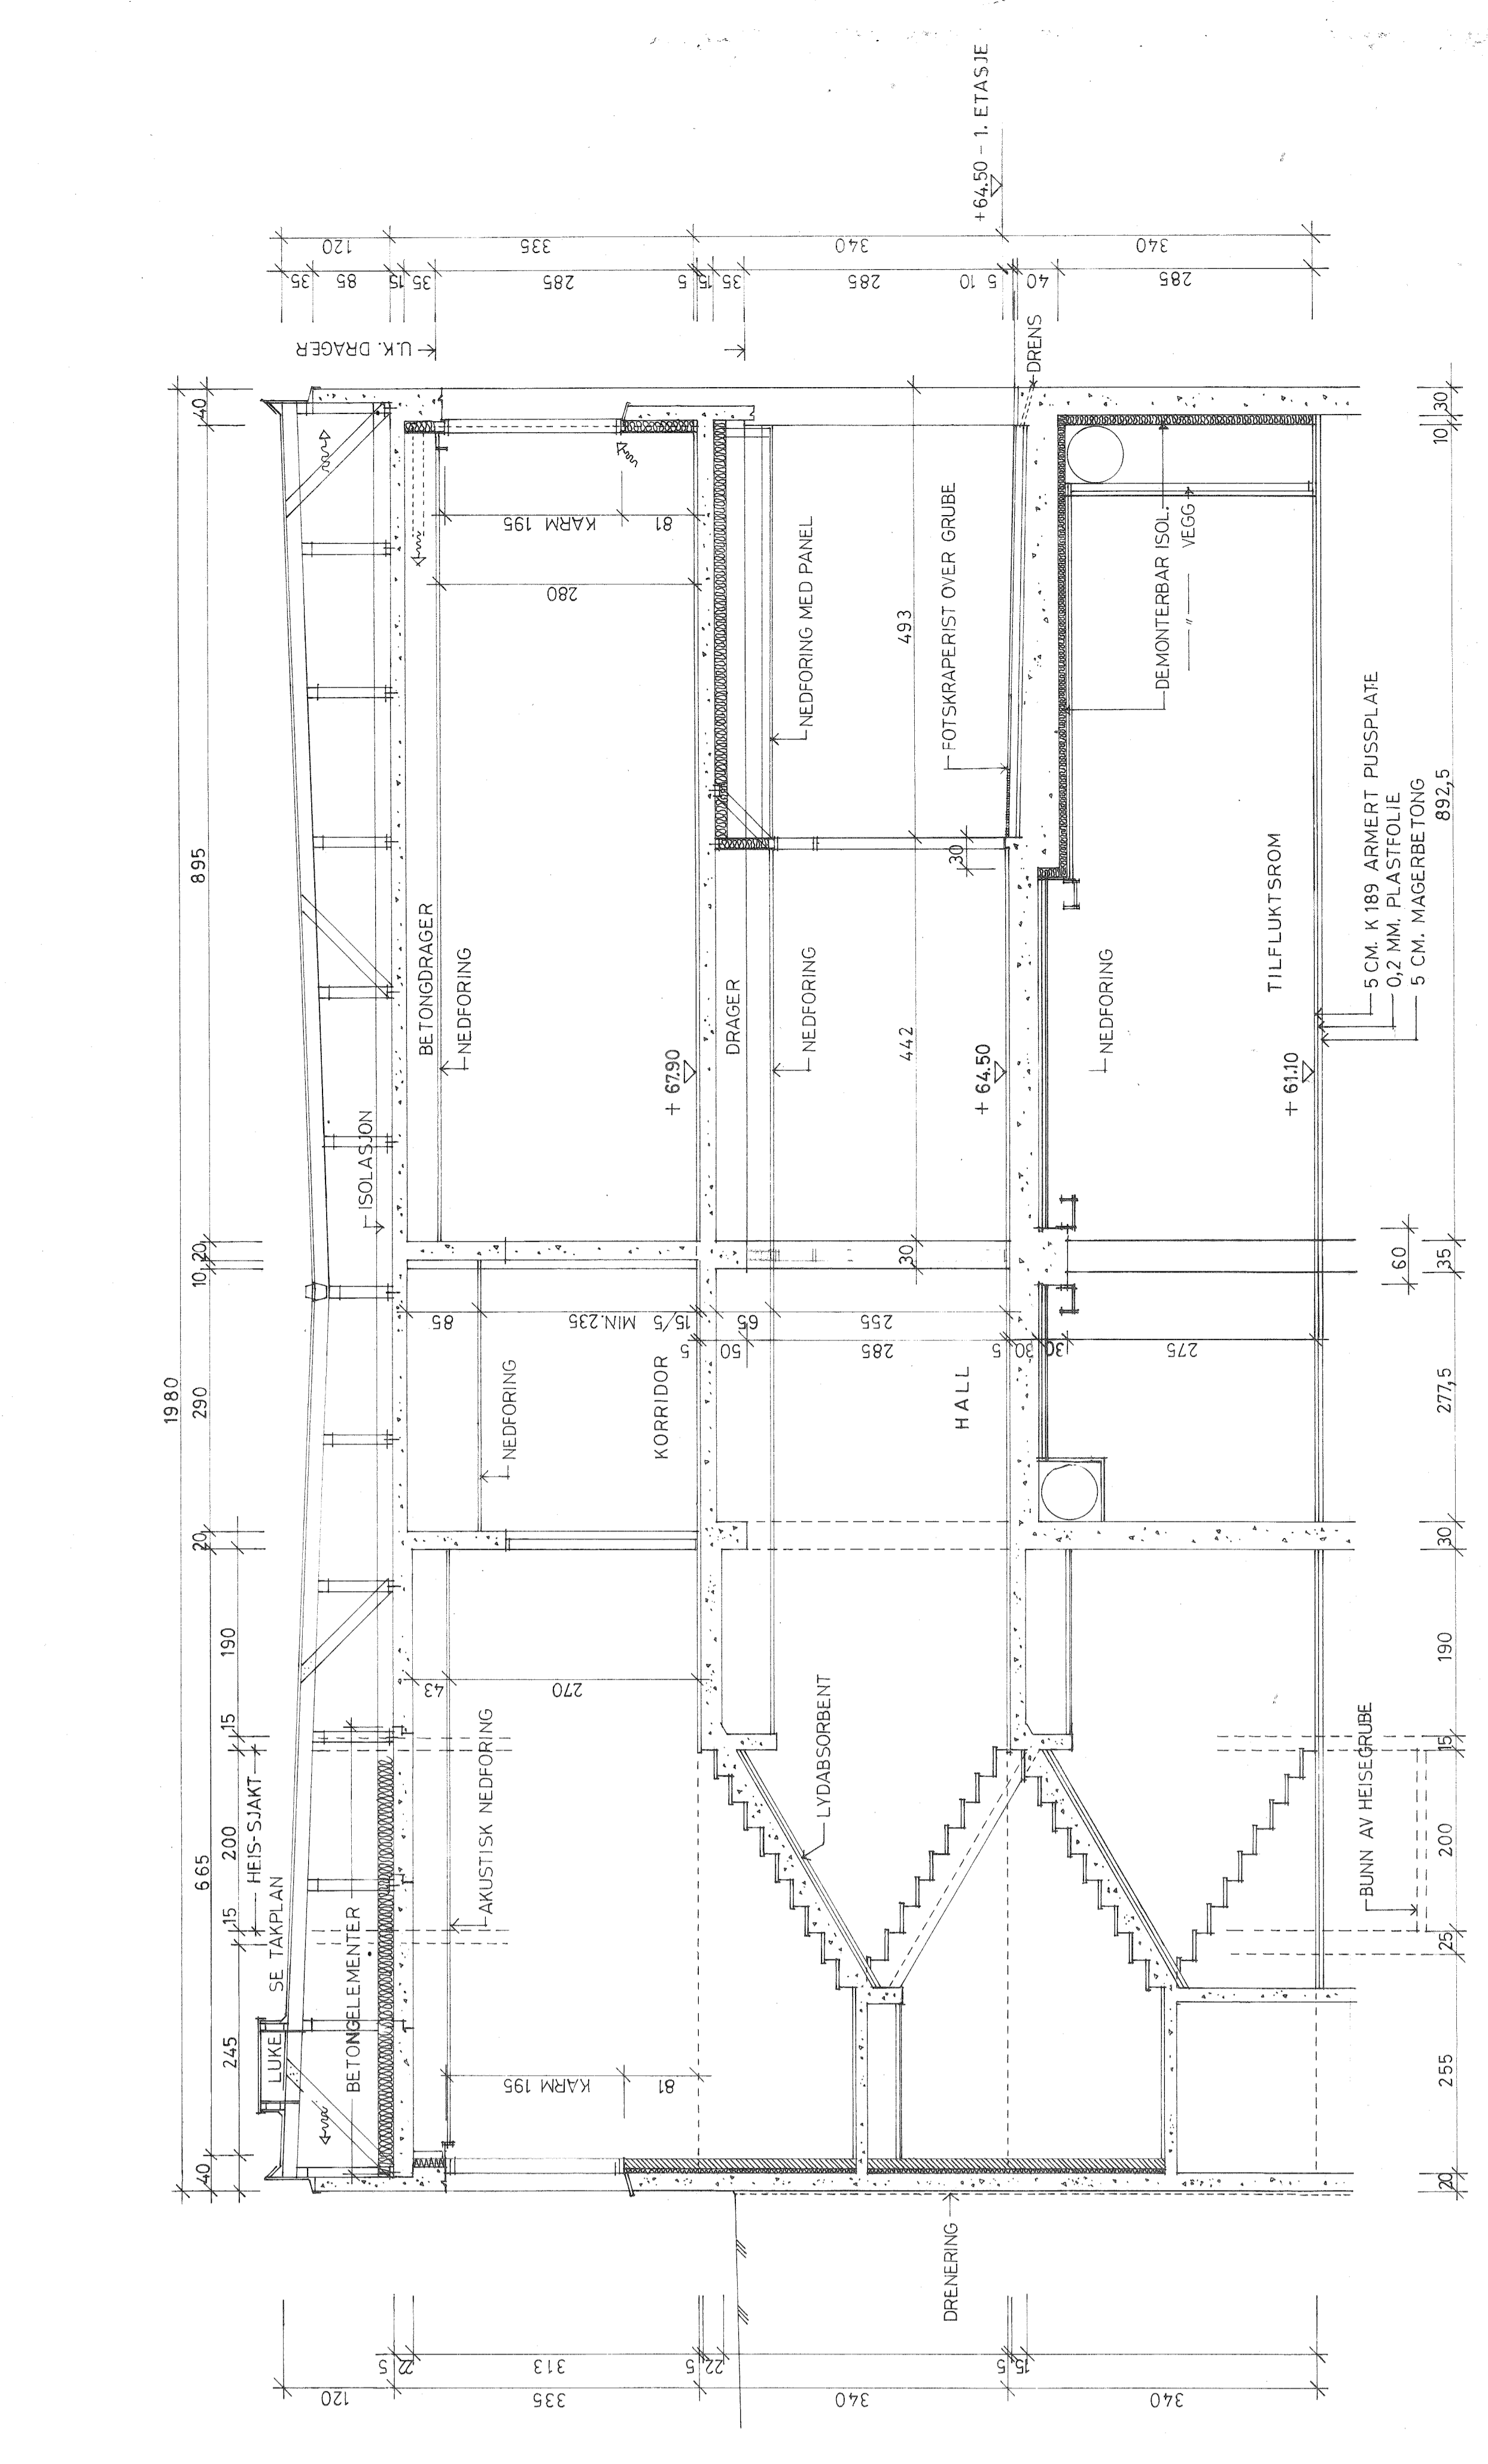 1980
40 665 20 290 10 20 895 40
245 15 200 15 190
HEIS-SJAKT
SE TAKPLAN
LUKE
BETONGELEMENTER
ISOLASJON
U.K. DRAGER
BETONGDRAGER
NEDFORING
AKUSTISK NEDFORING
NEDFORING
KARM 195
81
43
270
85
MIN. 235
15/5
280
KARM 195
81
KORRIDOR
+ 67.90
DRAGER
NEDFORING
NEDFORING MED PANEL
LYDABSORBENT
65
255
5
50
285
5
30
30
275
30 442 493
30
FOTSKRAPERIST OVER GRUBE
HALL
+ 64.50
+64.50 - 1. ETASJE
DRENS
DRENERING
NEDFORING
DEMONTERBAR ISOL.
—"— VEGG
TILFLUKTSROM
+ 61.10
BUNN AV HEISEGRUBE
5 CM. K 189 ARMERT PUSSPLATE
0,2 MM. PLASTFOLIE
5 CM. MAGERBETONG
60
20 255 25 200 15 190 30 277,5 35 892,5 10 30
120
335
340
340
22 5
313
5
22 5
5
15
35
85
15
35
285
5
15
35
285
5 10
40
285
120
335
340
340